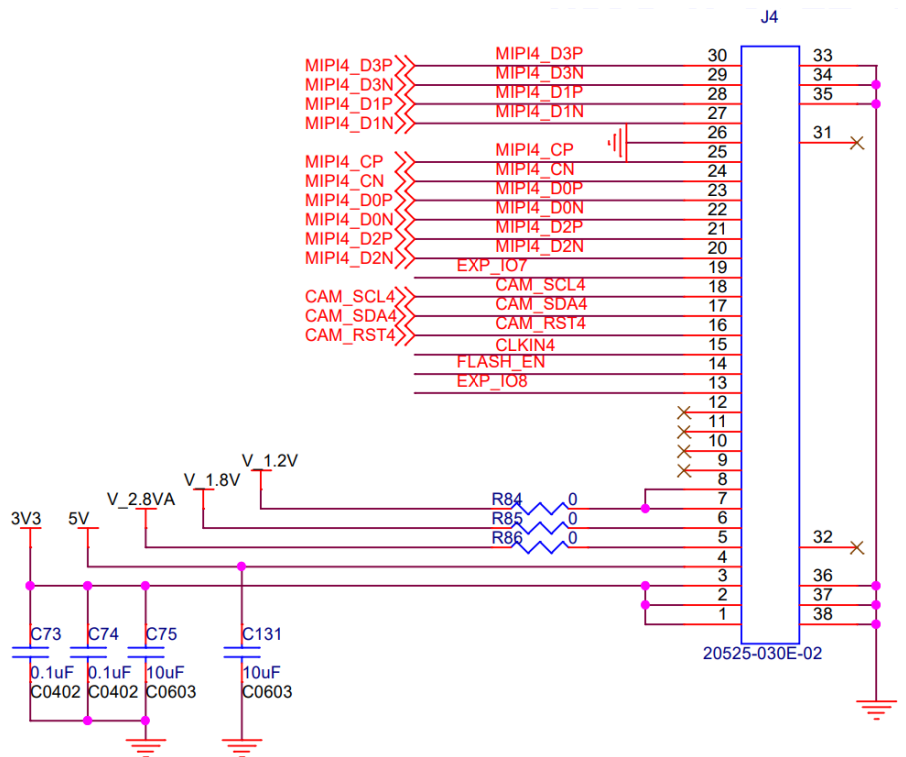 J4
MIPI4_D3P MIPI4_D3P 30 33
MIPI4_D3N MIPI4_D3N 29 34
MIPI4_D1P MIPI4_D1P 28 35
MIPI4_D1N MIPI4_D1N 27
26 31
MIPI4_CP MIPI4_CP 25
MIPI4_CN MIPI4_CN 24
MIPI4_D0P MIPI4_D0P 23
MIPI4_D0N MIPI4_D0N 22
MIPI4_D2P MIPI4_D2P 21
MIPI4_D2N MIPI4_D2N 20
EXP_IO7 19
CAM_SCL4 CAM_SCL4 18
CAM_SDA4 CAM_SDA4 17
CAM_RST4 CAM_RST4 16
CLKIN4 15
FLASH_EN 14
EXP_IO8 13
12
11
10
9
V_1.2V 8
V_1.8V R84 0 7
V_2.8VA R85 0 6
3V3 5V R86 0 5 32
4
3 36
2 37
1 38
C73 C74 C75 C131
20525-030E-02
0.1uF 0.1uF 10uF 10uF
C0402 C0402 C0603 C0603